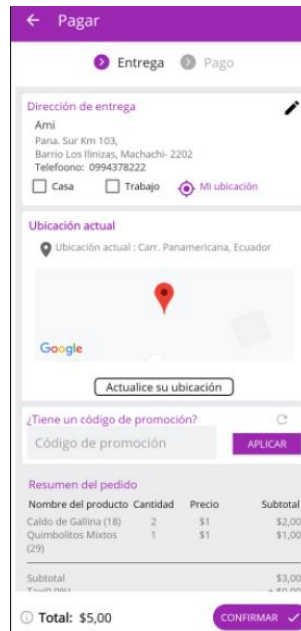 Pagar
Entrega Pago
Dirección de entrega
Ami
Pana. Sur Km 103,
Barrio Los Ilinizas, Machachi- 2202
Telefoono: 0994378222
Casa Trabajo Mi ubicación
Ubicación actual
Ubicación actual : Carr. Panamericana, Ecuador
Google
Actualice su ubicación
¿Tiene un código de promoción?
Código de promoción APLICAR
Resumen del pedido
Nombre del producto Cantidad Precio Subtotal
Caldo de Gallina (18) 2 $1 $2,00
Quimbolitos Mixtos 1 $1 $1,00
(29)
Subtotal $3,00
Total: $5,00 CONFIRMAR